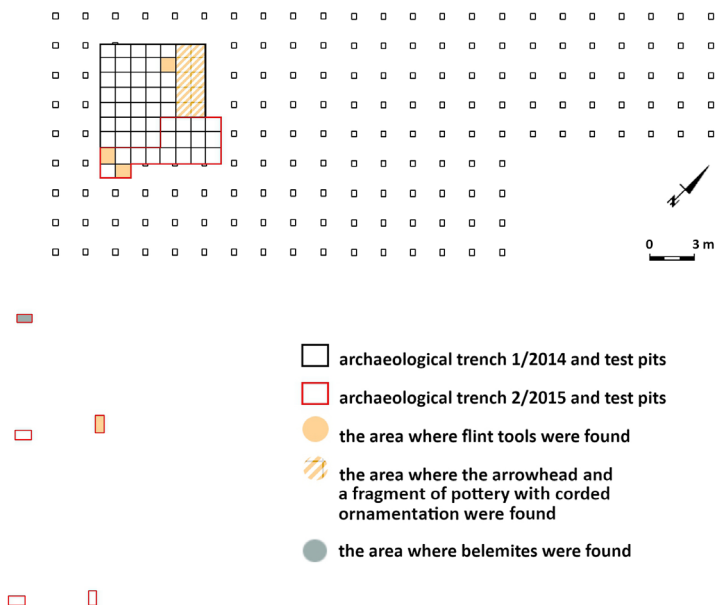 N
0 3 m
archaeological trench 1/2014 and test pits
archaeological trench 2/2015 and test pits
the area where flint tools were found
the area where the arrowhead and
a fragment of pottery with corded
ornamentation were found
the area where belemites were found